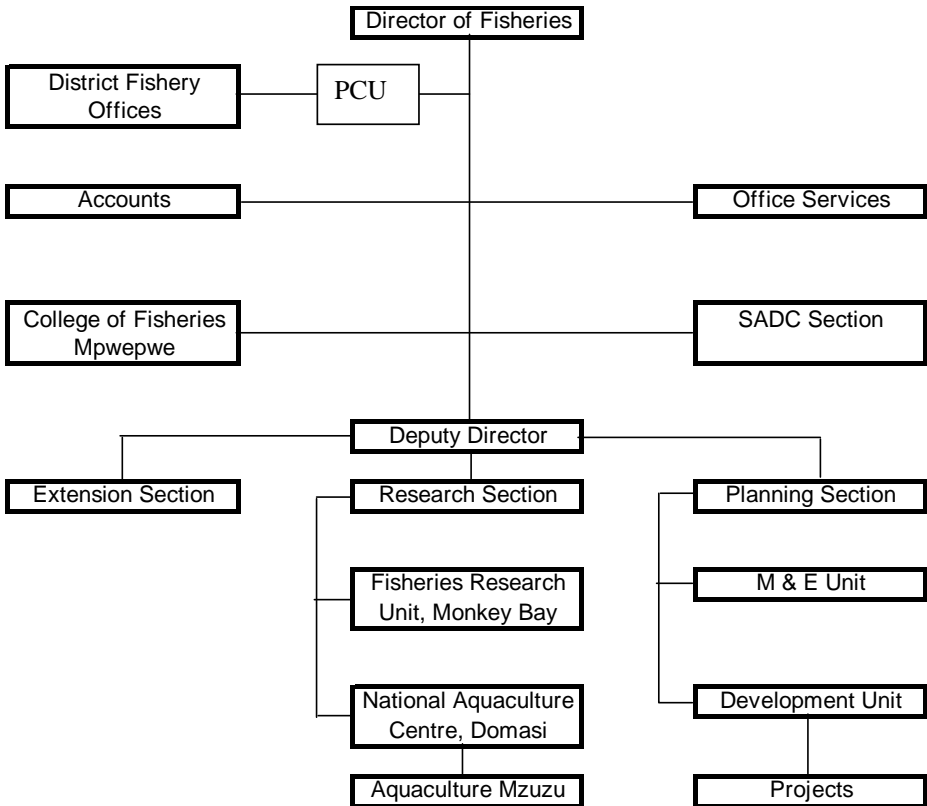 Director of Fisheries
District Fishery
Offices
PCU
Accounts
Office Services
College of Fisheries
Mpwepwe
SADC Section
Deputy Director
Extension Section
Research Section
Planning Section
Fisheries Research
Unit, Monkey Bay
M & E Unit
National Aquaculture
Centre, Domasi
Development Unit
Aquaculture Mzuzu
Projects